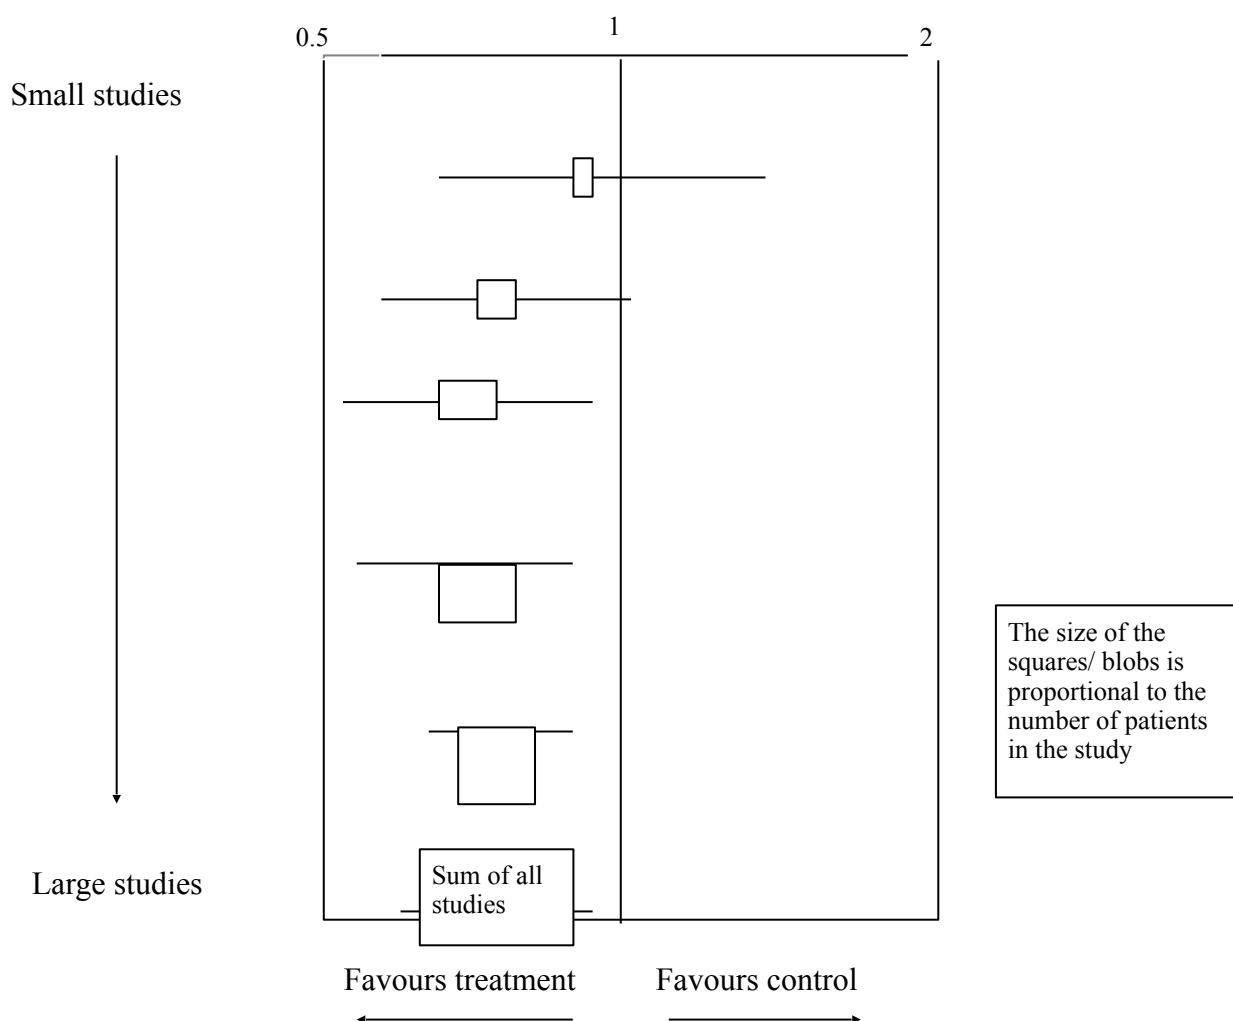 0.5
1
2
Small studies
The size of the
squares/ blobs is
proportional to the
number of patients
in the study
Large studies
Sum of all
studies
Favours treatment
Favours control